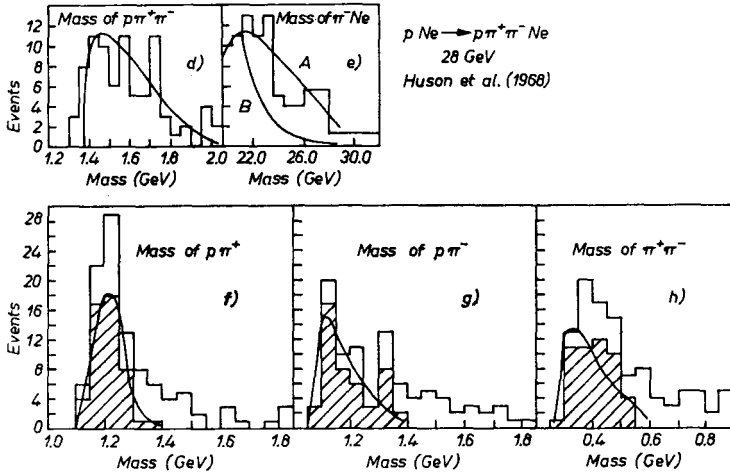 Mass of pπ⁺π⁻
d)
Events
12
10
8
6
4
2
0
1.2 1.4 1.6 1.8 2.0
Mass (GeV)
Mass of π⁻Ne
A
e)
B
22.0 26.0 30.0
Mass (GeV)
p Ne → p π⁺ π⁻ Ne
28 GeV
Huson et al. (1968)
Mass of pπ⁺
f)
Events
28
24
20
16
12
8
4
0
1.0 1.2 1.4 1.6 1.8
Mass (GeV)
Mass of pπ⁻
g)
1.2 1.4 1.6 1.8
Mass (GeV)
Mass of π⁺π⁻
h)
0.4 0.6 0.8
Mass (GeV)